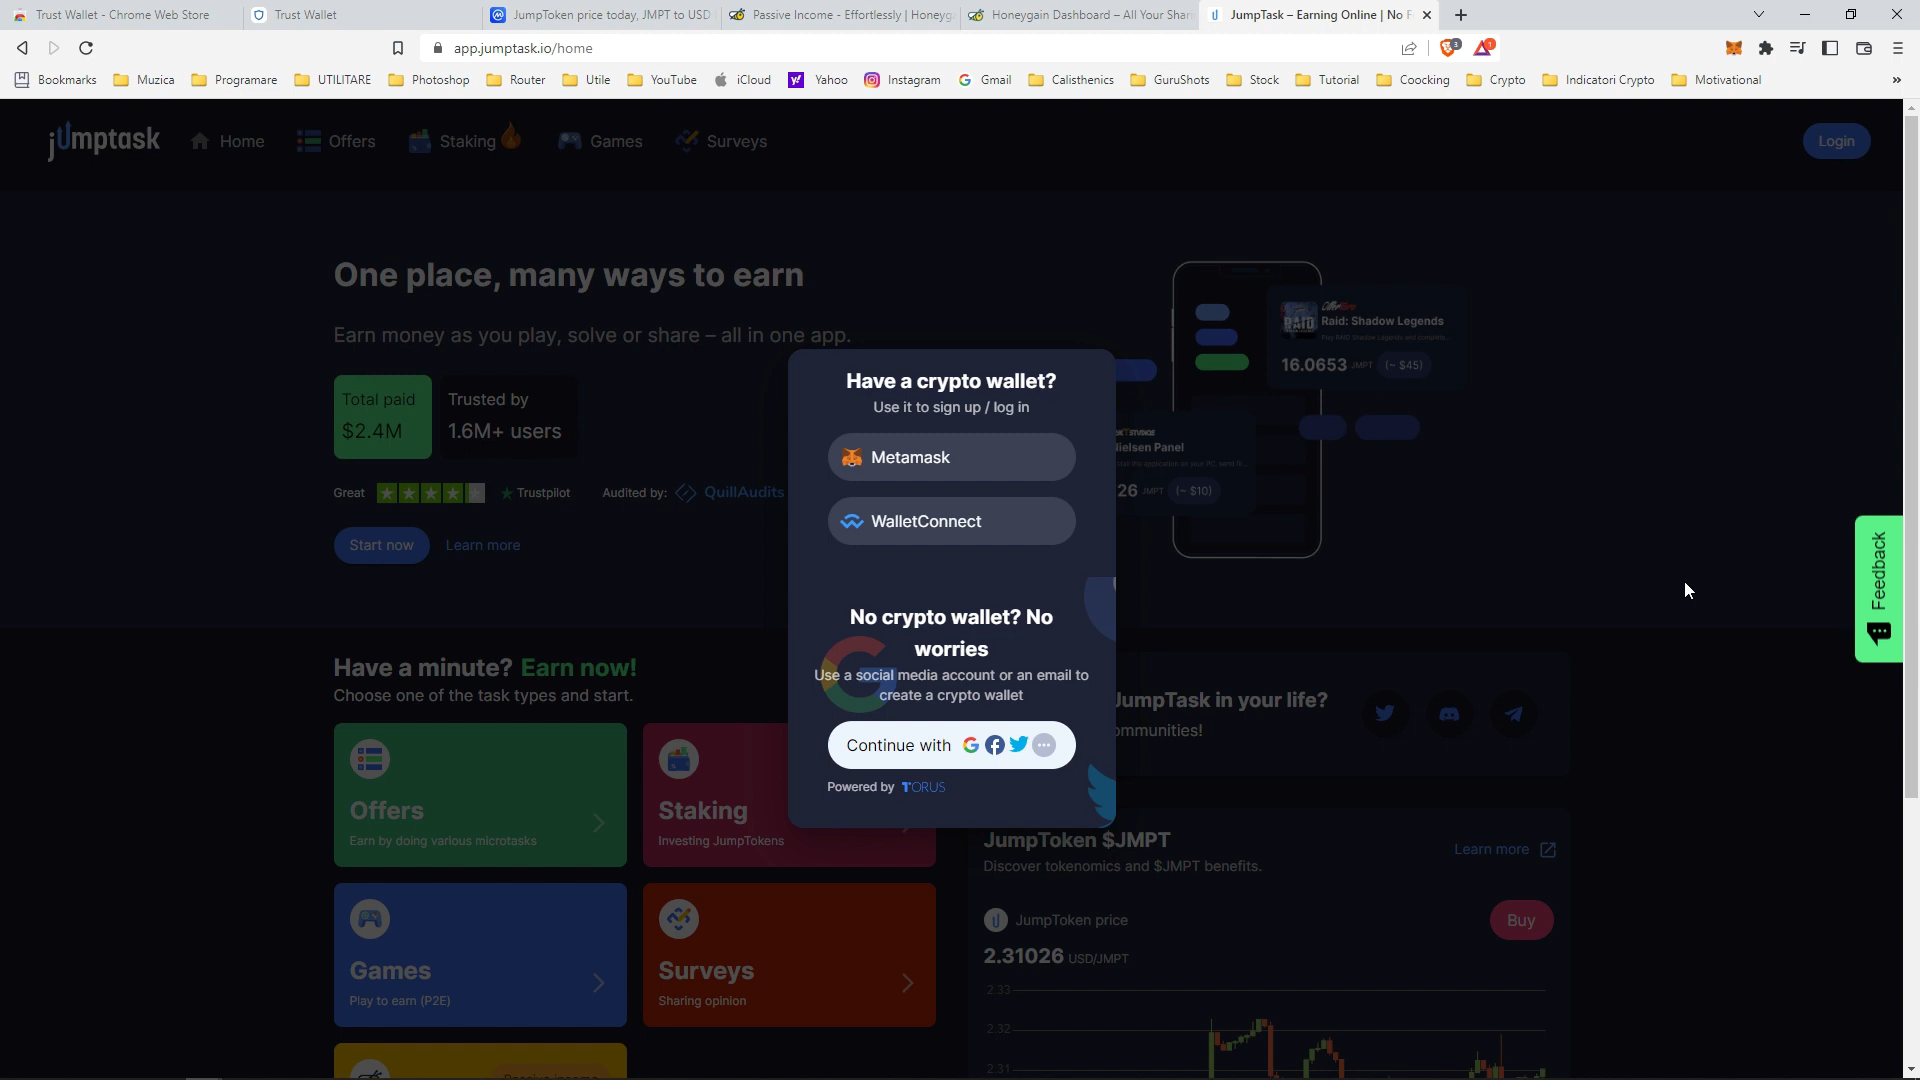 Trust Wallet - Chrome Web Store
Trust Wallet
JumpToken price today, JMPT to USD
Passive Income - Effortlessly | Honeyg
Honeygain Dashboard – All Your Shar
JumpTask – Earning Online | No F
app.jumptask.io/home
3
1
Bookmarks Muzica Programare UTILITARE Photoshop Router Utile YouTube iCloud Yahoo Instagram Gmail Calisthenics GuruShots Stock Tutorial Coocking Crypto Indicatori Crypto Motivational »
jUmptask Home Offers Staking Games Surveys Login
One place, many ways to earn
Earn money as you play, solve or share – all in one app.
Total paid
$2.4M
Trusted by
1.6M+ users
Great Trustpilot Audited by: QuillAudits
Start now Learn more
Raid: Shadow Legends
16.0653 JMPT (~ $45)
Nielsen Panel
26 JMPT (~ $10)
Have a crypto wallet?
Use it to sign up / log in
Metamask
WalletConnect
No crypto wallet? No
worries
Use a social media account or an email to
create a crypto wallet
Continue with
Powered by TORUS
Feedback
Have a minute? Earn now!
Choose one of the task types and start.
Offers
Earn by doing various microtasks
Staking
Investing JumpTokens
Games
Play to earn (P2E)
Surveys
Sharing opinion
Passive income
JumpTask in your life?
ommunities!
JumpToken $JMPT
Discover tokenomics and $JMPT benefits.
Learn more
JumpToken price
2.31026 USD/JMPT
Buy
2.33
2.32
2.31